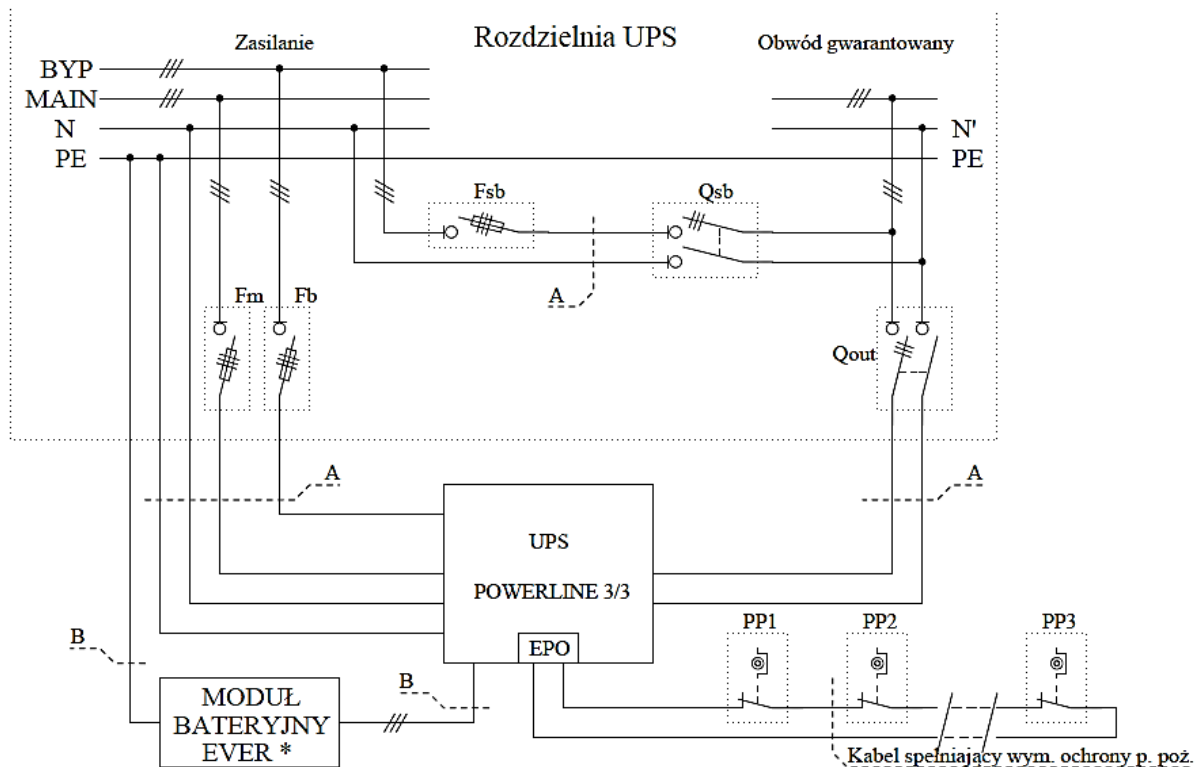 Zasilanie
Rozdzielnia UPS
Obwód gwarantowany
BYP
MAIN
N
N'
PE
PE
Fsb
Qsb
A
Fm
Fb
Qout
A
A
UPS
POWERLINE 3/3
EPO
PP1
PP2
PP3
B
B
MODUŁ
BATERYJNY
EVER *
Kabel spełniający wym. ochrony p. poż.